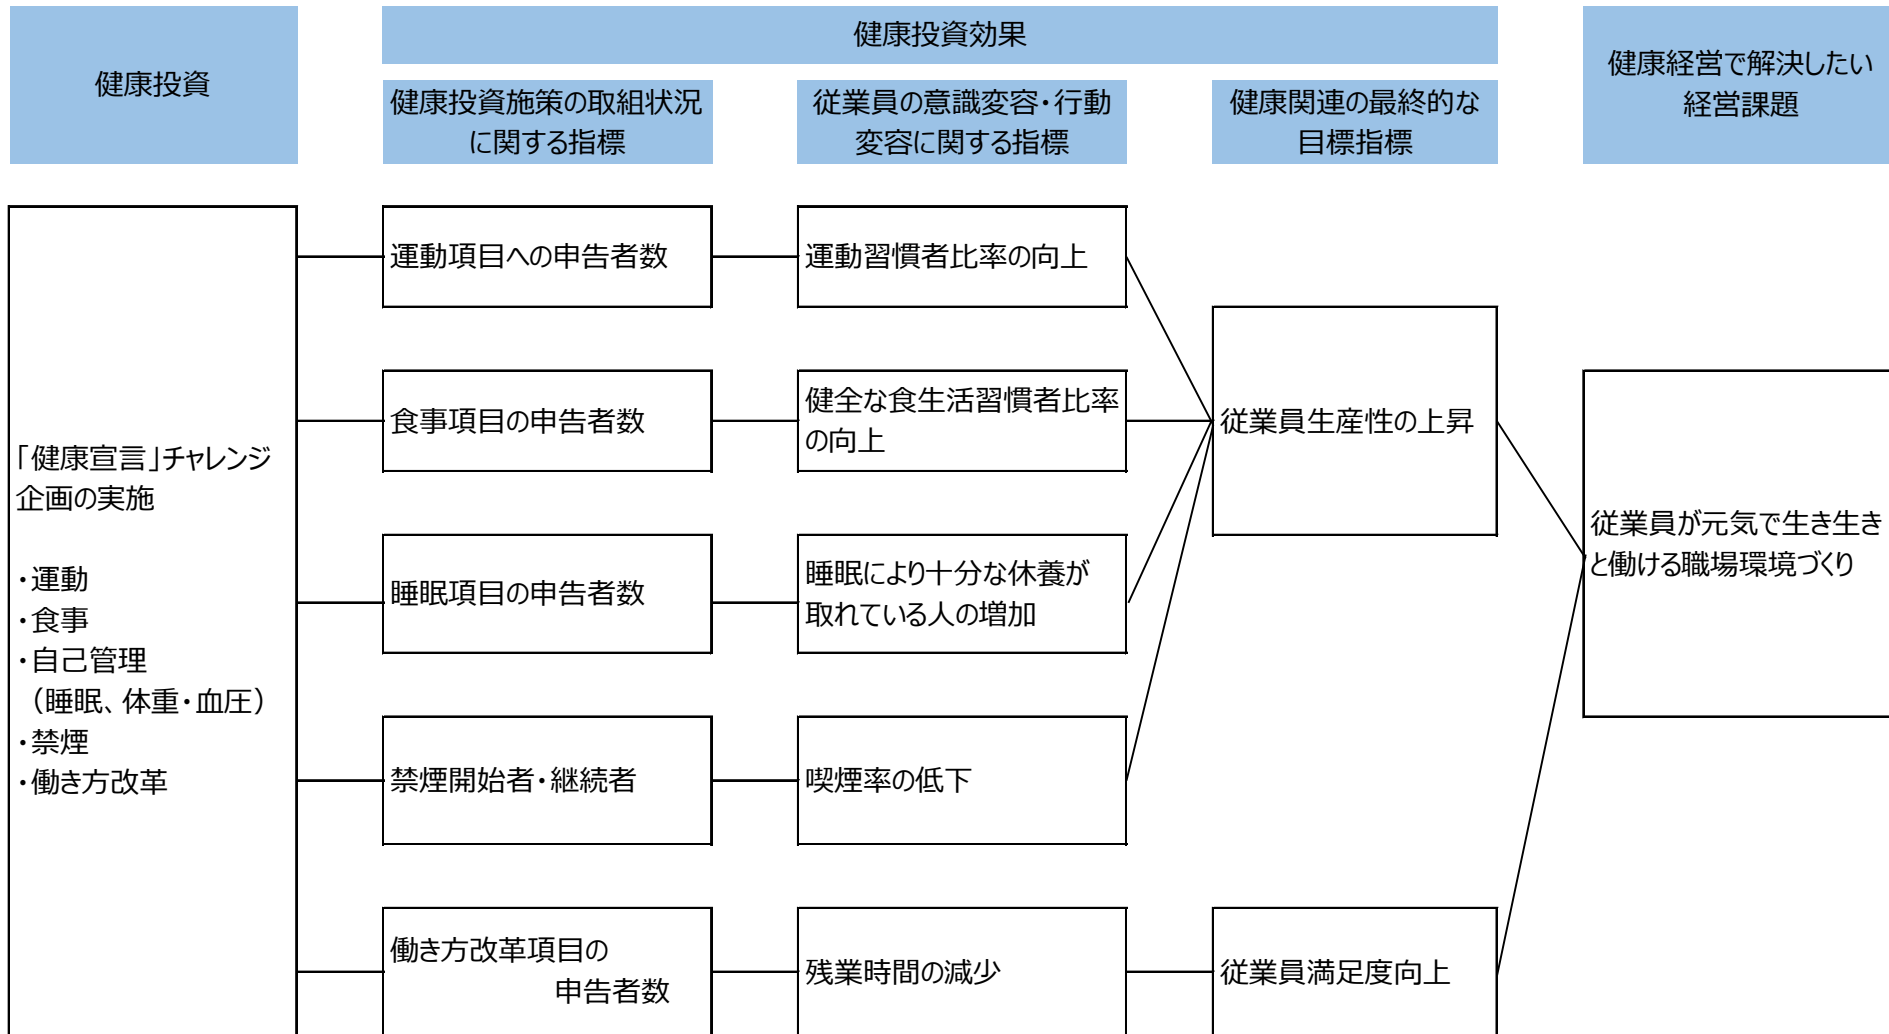 健康投資
健康投資効果
健康経営で解決したい
経営課題
健康投資施策の取組状況
に関する指標
従業員の意識変容・行動
変容に関する指標
健康関連の最終的な
目標指標
「健康宣言」チャレンジ
企画の実施
・運動
・食事
・自己管理
（睡眠、体重・血圧）
・禁煙
・働き方改革
運動項目への申告者数
運動習慣者比率の向上
食事項目の申告者数
健全な食生活習慣者比率
の向上
睡眠項目の申告者数
睡眠により十分な休養が
取れている人の増加
禁煙開始者・継続者
喫煙率の低下
働き方改革項目の
申告者数
残業時間の減少
従業員生産性の上昇
従業員満足度向上
従業員が元気で生き生き
と働ける職場環境づくり